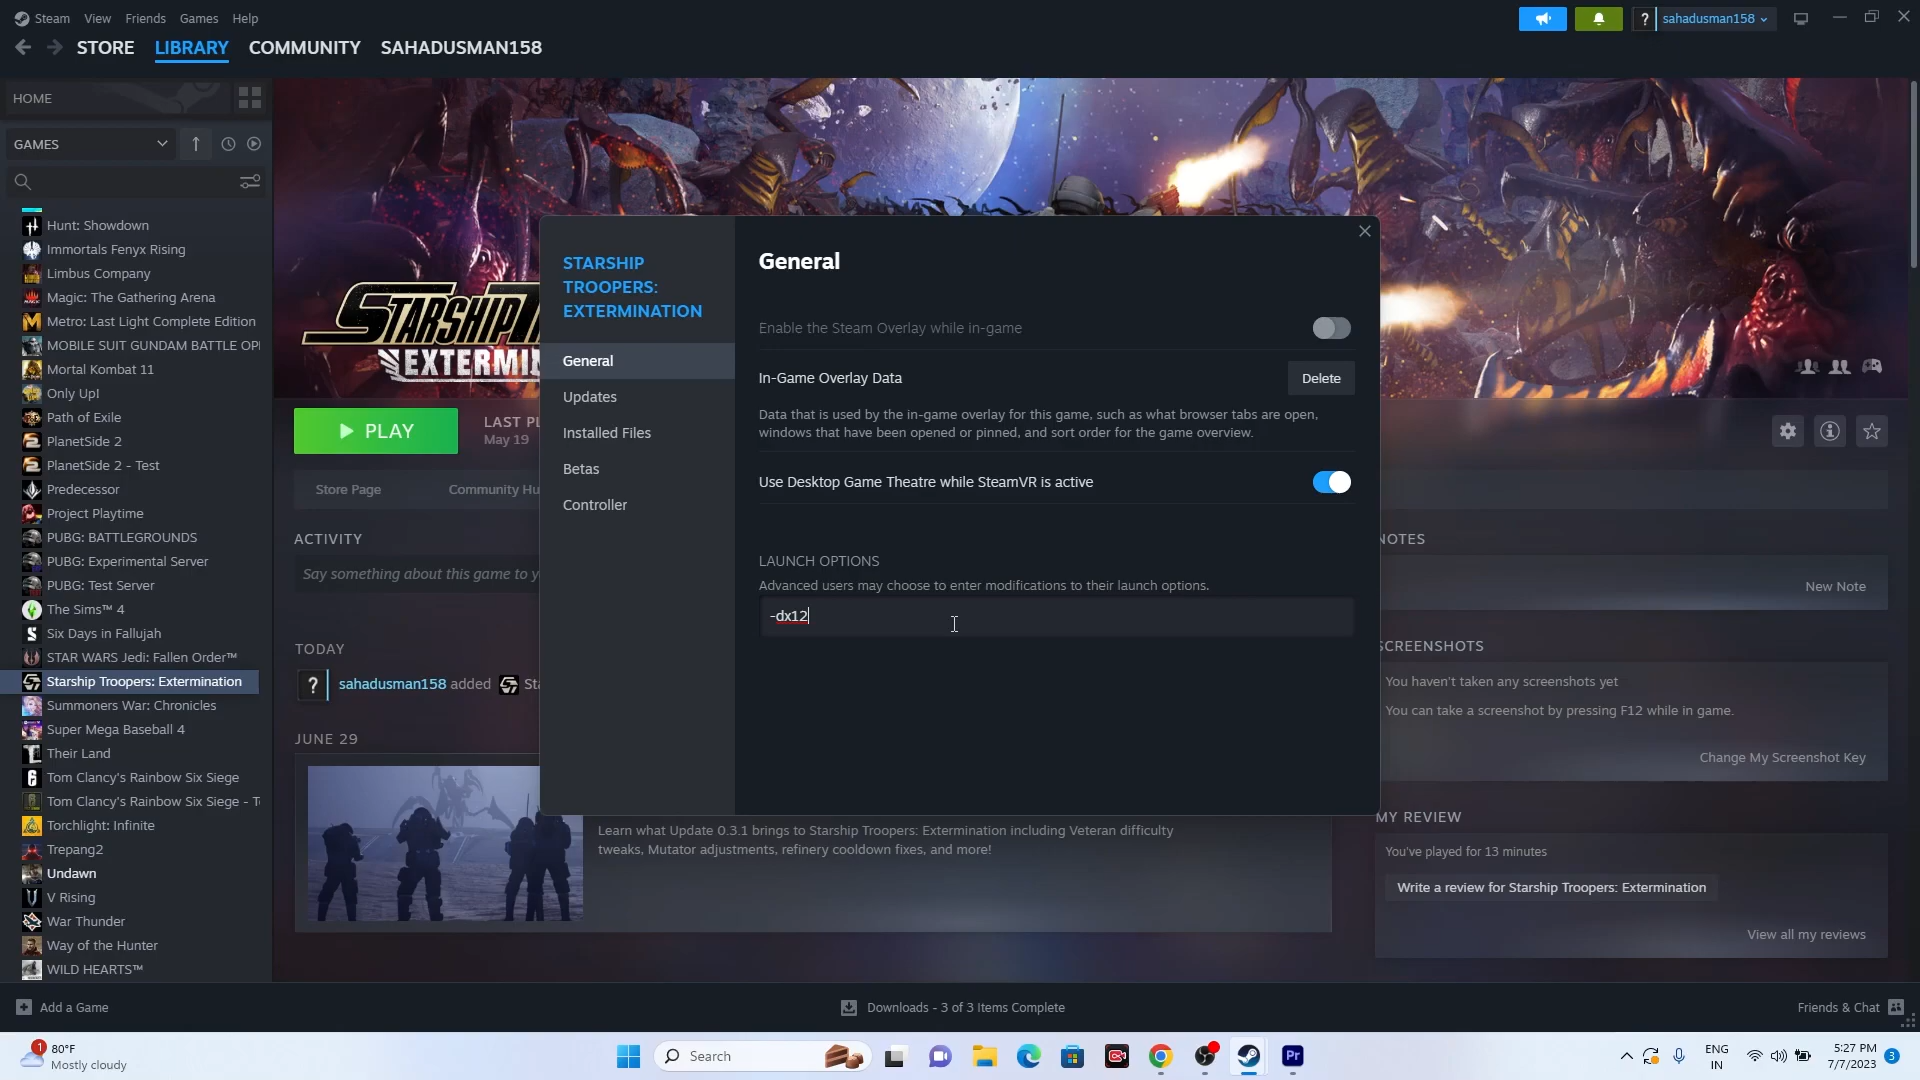 Steam View Friends Games Help
sahadusman158
STORE LIBRARY COMMUNITY SAHADUSMAN158
HOME
GAMES
Hunt: Showdown
Immortals Fenyx Rising
Limbus Company
Magic: The Gathering Arena
Metro: Last Light Complete Edition
MOBILE SUIT GUNDAM BATTLE OP
Mortal Kombat 11
Only Up!
Path of Exile
PlanetSide 2
PlanetSide 2 - Test
Predecessor
Project Playtime
PUBG: BATTLEGROUNDS
PUBG: Experimental Server
PUBG: Test Server
The Sims™ 4
Six Days in Fallujah
STAR WARS Jedi: Fallen Order™
Starship Troopers: Extermination
Summoners War: Chronicles
Super Mega Baseball 4
Their Land
Tom Clancy's Rainbow Six Siege
Tom Clancy's Rainbow Six Siege - T
Torchlight: Infinite
Trepang2
Undawn
V Rising
War Thunder
Way of the Hunter
WILD HEARTS™
STARSHIP
EXTERMIN
PLAY
LAST PL
May 19
Store Page Community Hu
ACTIVITY
Say something about this game to y
TODAY
? sahadusman158 added Sta
JUNE 29
Learn what Update 0.3.1 brings to Starship Troopers: Extermination including Veteran difficulty
tweaks, Mutator adjustments, refinery cooldown fixes, and more!
STARSHIP
TROOPERS:
EXTERMINATION
General
Updates
Installed Files
Betas
Controller
General
Enable the Steam Overlay while in-game
In-Game Overlay Data
Delete
Data that is used by the in-game overlay for this game, such as what browser tabs are open,
windows that have been opened or pinned, and sort order for the game overview.
Use Desktop Game Theatre while SteamVR is active
LAUNCH OPTIONS
Advanced users may choose to enter modifications to their launch options.
-dx12
NOTES
New Note
SCREENSHOTS
You haven't taken any screenshots yet
You can take a screenshot by pressing F12 while in game.
Change My Screenshot Key
MY REVIEW
You've played for 13 minutes
Write a review for Starship Troopers: Extermination
View all my reviews
Add a Game
Downloads - 3 of 3 Items Complete
Friends & Chat
1
80°F
Mostly cloudy
Search
Pr
ENG
IN
5:27 PM
7/7/2023
3